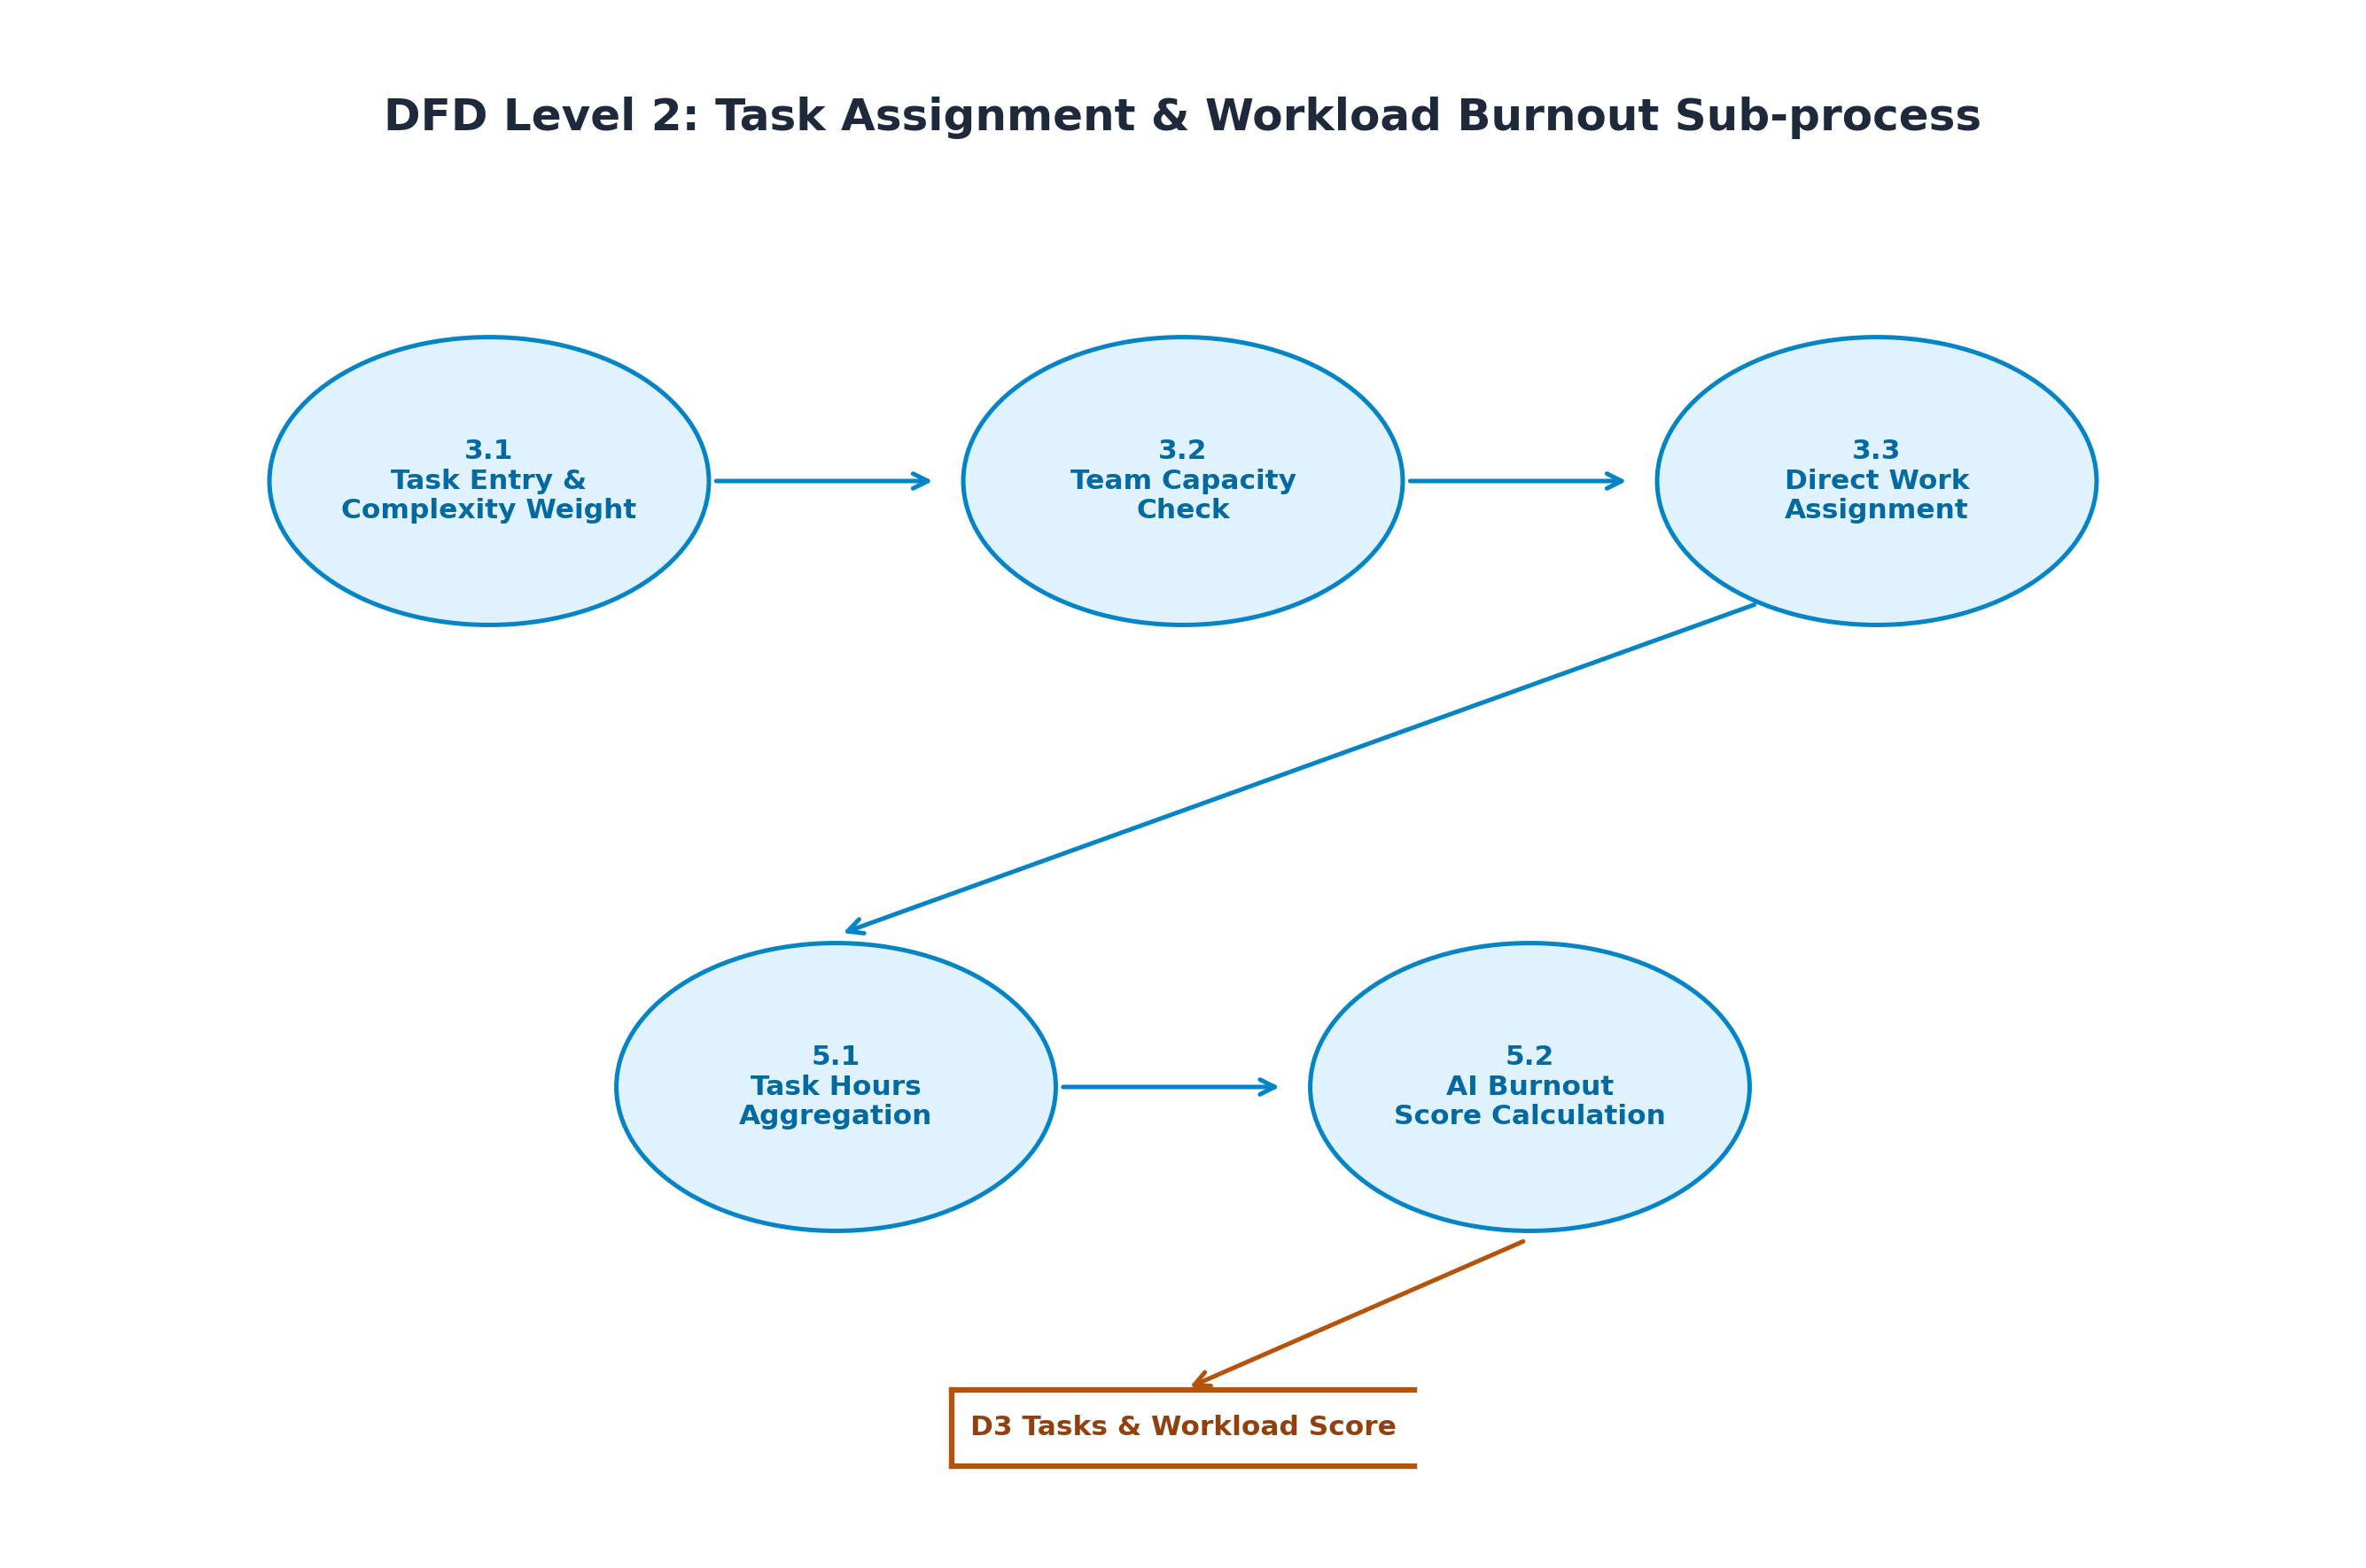 DFD Level 2: Task Assignment & Workload Burnout Sub-process
3.1
Task Entry &
Complexity Weight
3.2
Team Capacity
Check
3.3
Direct Work
Assignment
5.1
Task Hours
Aggregation
5.2
AI Burnout
Score Calculation
D3 Tasks & Workload Score